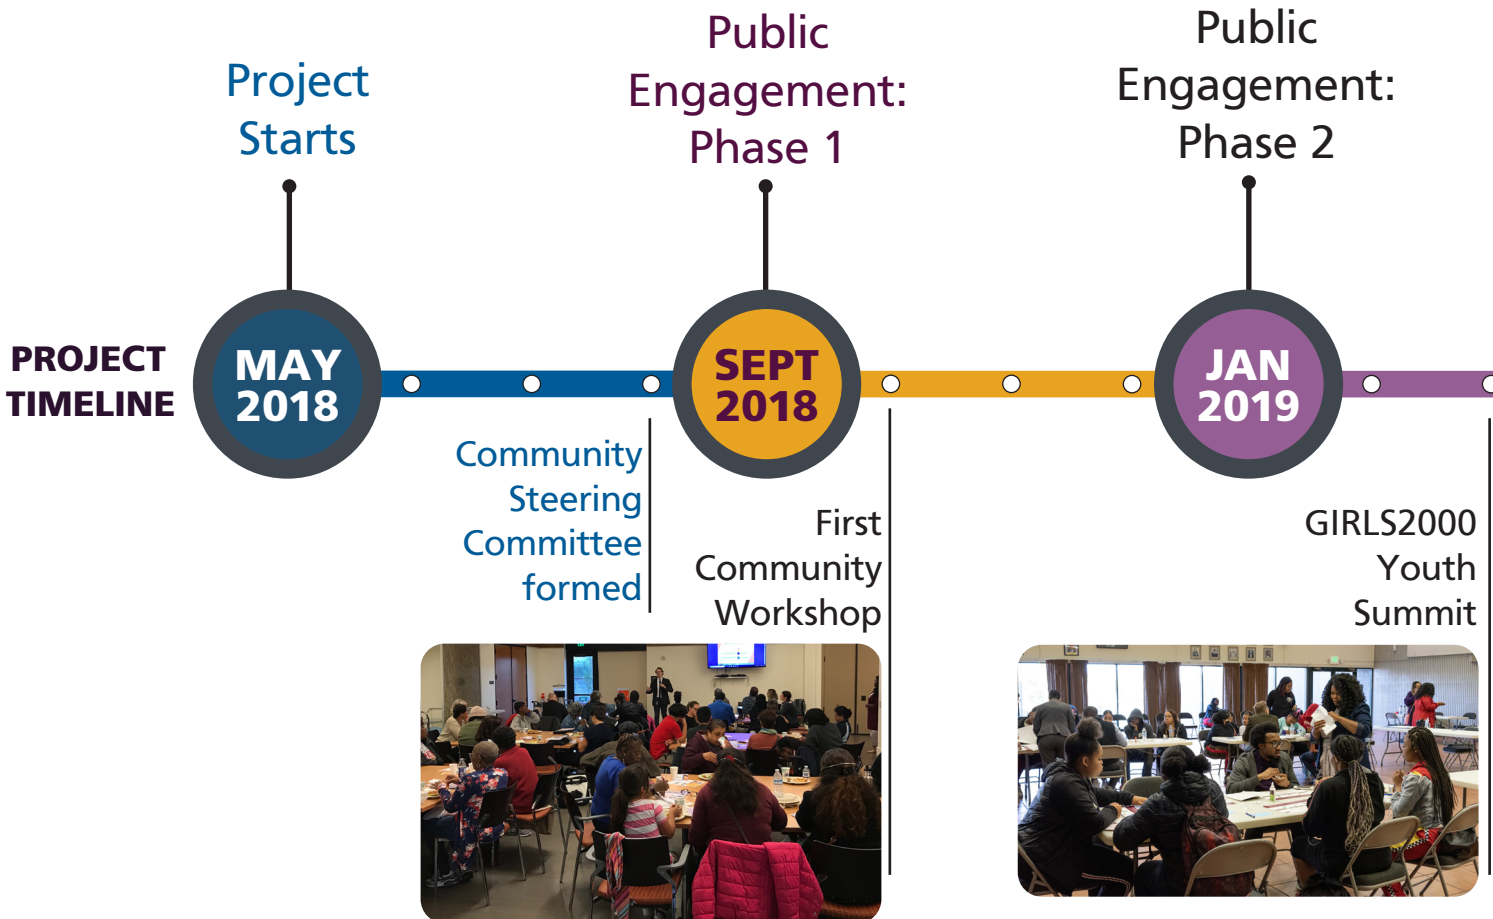 Project
Starts
Public
Engagement:
Phase 1
Public
Engagement:
Phase 2
PROJECT
TIMELINE
MAY
2018
SEPT
2018
JAN
2019
Community
Steering
Committee
formed
First
Community
Workshop
GIRLS2000
Youth
Summit